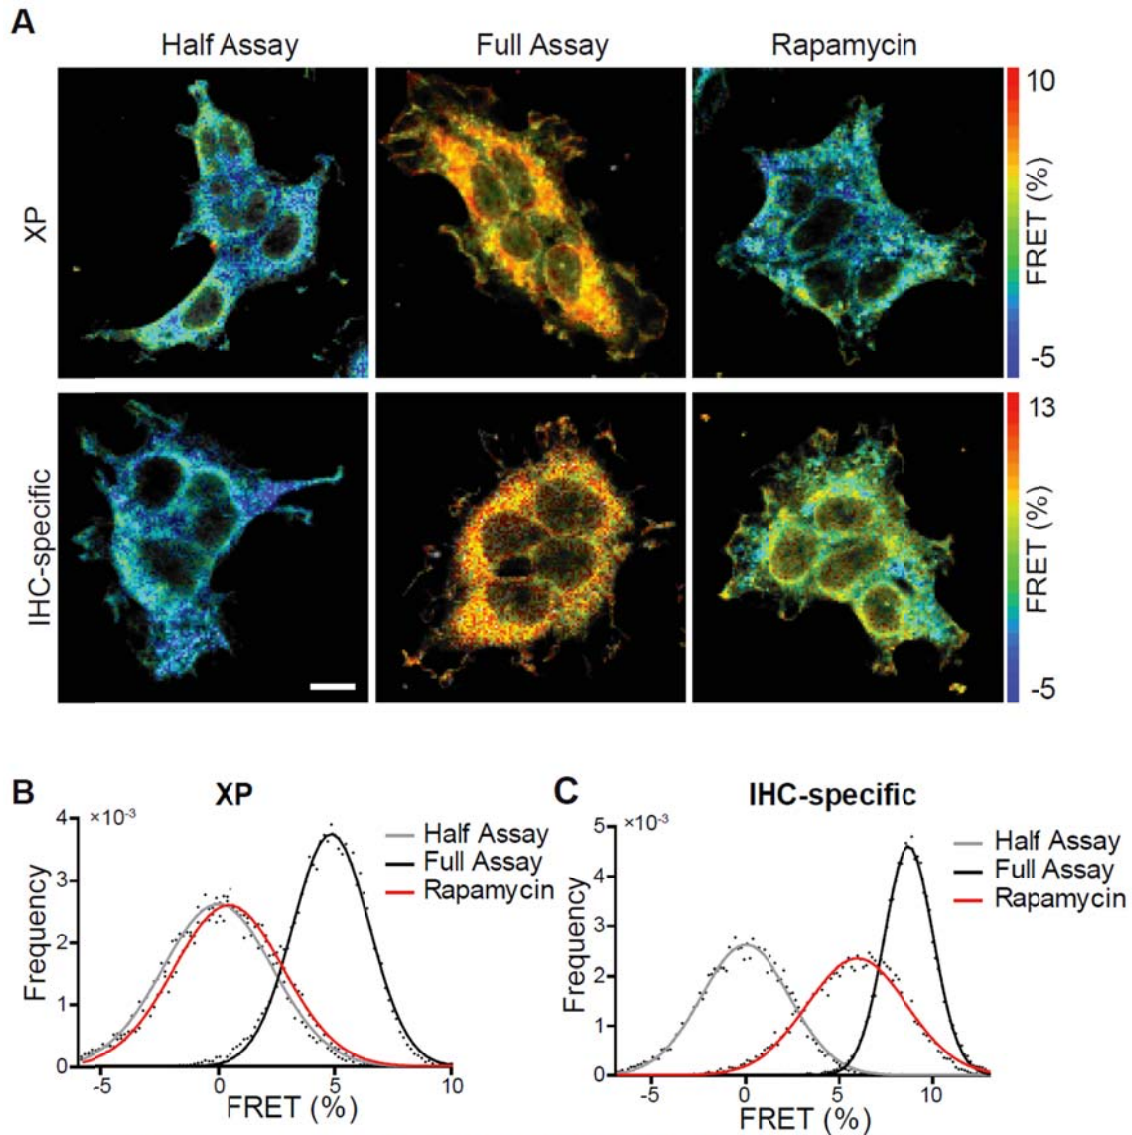 A
Half Assay
Full Assay
Rapamycin
XP
10
FRET (%)
-5
IHC-specific
13
FRET (%)
-5
B
XP
×10-3
4
3
2
1
0
Frequency
-5
0
5
10
FRET (%)
Half Assay
Full Assay
Rapamycin
C
IHC-specific
×10-3
5
4
3
2
1
0
Frequency
-5
0
5
10
FRET (%)
Half Assay
Full Assay
Rapamycin